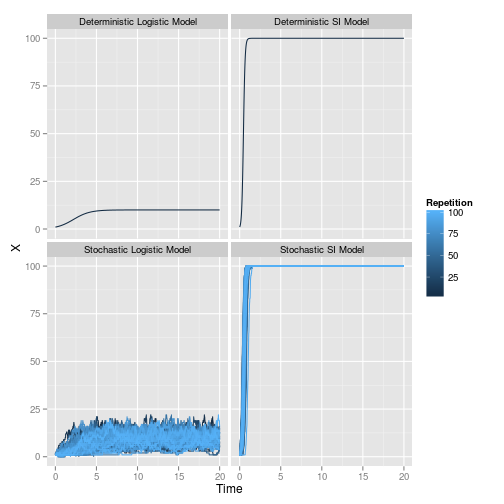 Deterministic Logistic Model
Deterministic SI Model
100
75
50
25
0
Stochastic Logistic Model
Stochastic SI Model
100
75
50
25
0
0 5 10 15 20
0 5 10 15 20
Time
X
Repetition
100
75
50
25